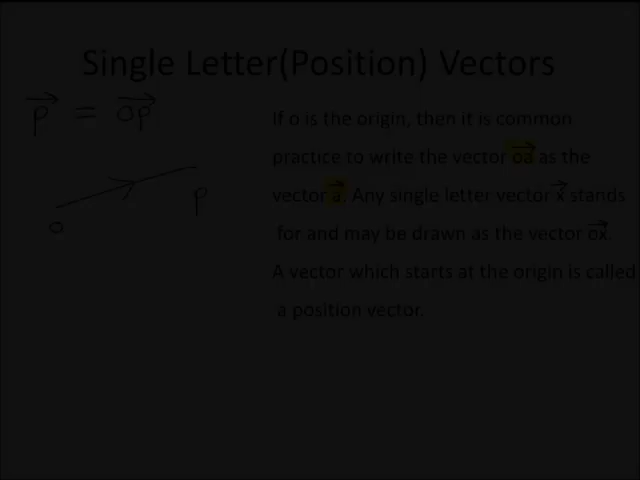 Single Letter(Position) Vectors
p⃗ = op⃗
If o is the origin, then it is common
practice to write the vector oa⃗ as the
vector a⃗. Any single letter vector x⃗ stands
for and may be drawn as the vector ox⃗.
A vector which starts at the origin is called
a position vector.
p
o